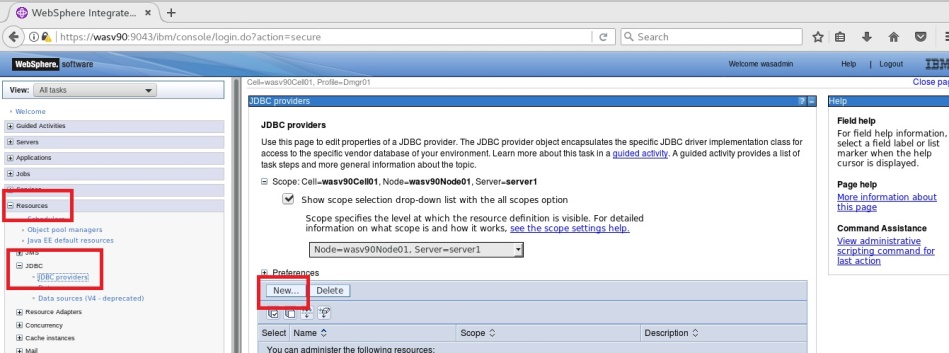 WebSphere Integrate...
https://wasv90:9043/ibm/console/login.do?action=secure
Search
WebSphere. software
Welcome wasadmin
Help | Logout
IBM
Cell=wasv90Cell01, Profile=Dmgr01
Close pa
View: All tasks
Welcome
Guided Activities
Servers
Applications
Jobs
Services
Resources
Schedulers
Object pool managers
Java EE default resources
JMS
JDBC
JDBC providers
Data sources (V4 - deprecated)
Resource Adapters
Concurrency
Cache instances
Mail
JDBC providers
JDBC providers
Use this page to edit properties of a JDBC provider. The JDBC provider object encapsulates the specific JDBC driver implementation class for
access to the specific vendor database of your environment. Learn more about this task in a guided activity. A guided activity provides a list of
task steps and more general information about the topic.
Scope: Cell=wasv90Cell01, Node=wasv90Node01, Server=server1
Show scope selection drop-down list with the all scopes option
Scope specifies the level at which the resource definition is visible. For detailed
information on what scope is and how it works, see the scope settings help.
Node=wasv90Node01, Server=server1
Preferences
New... Delete
Select Name Scope Description
You can administer the following resources:
Help
Field help
For field help information,
select a field label or list
marker when the help
cursor is displayed.
Page help
More information about
this page
Command Assistance
View administrative
scripting command for
last action